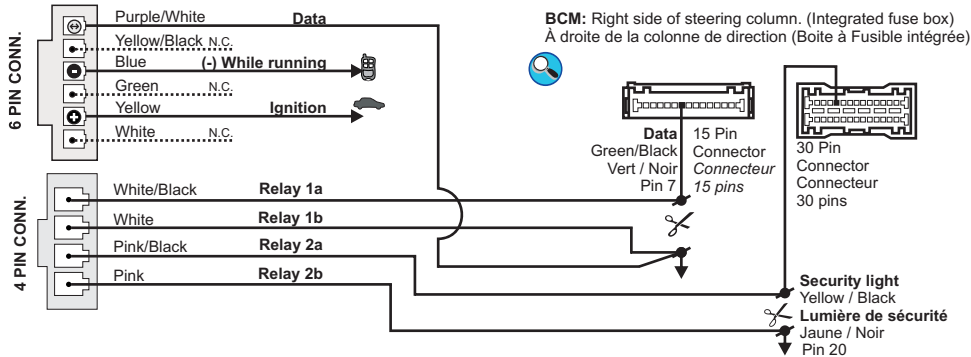 6 PIN CONN.
Purple/White Data
Yellow/Black N.C.
Blue (-) While running
Green N.C.
Yellow Ignition
White N.C.
4 PIN CONN.
White/Black Relay 1a
White Relay 1b
Pink/Black Relay 2a
Pink Relay 2b
BCM: Right side of steering column. (Integrated fuse box)
À droite de la colonne de direction (Boite à Fusible intégrée)
Data
Green/Black
Vert / Noir
Pin 7
15 Pin
Connector
Connecteur
15 pins
30 Pin
Connector
Connecteur
30 pins
Security light
Yellow / Black
Lumière de sécurité
Jaune / Noir
Pin 20